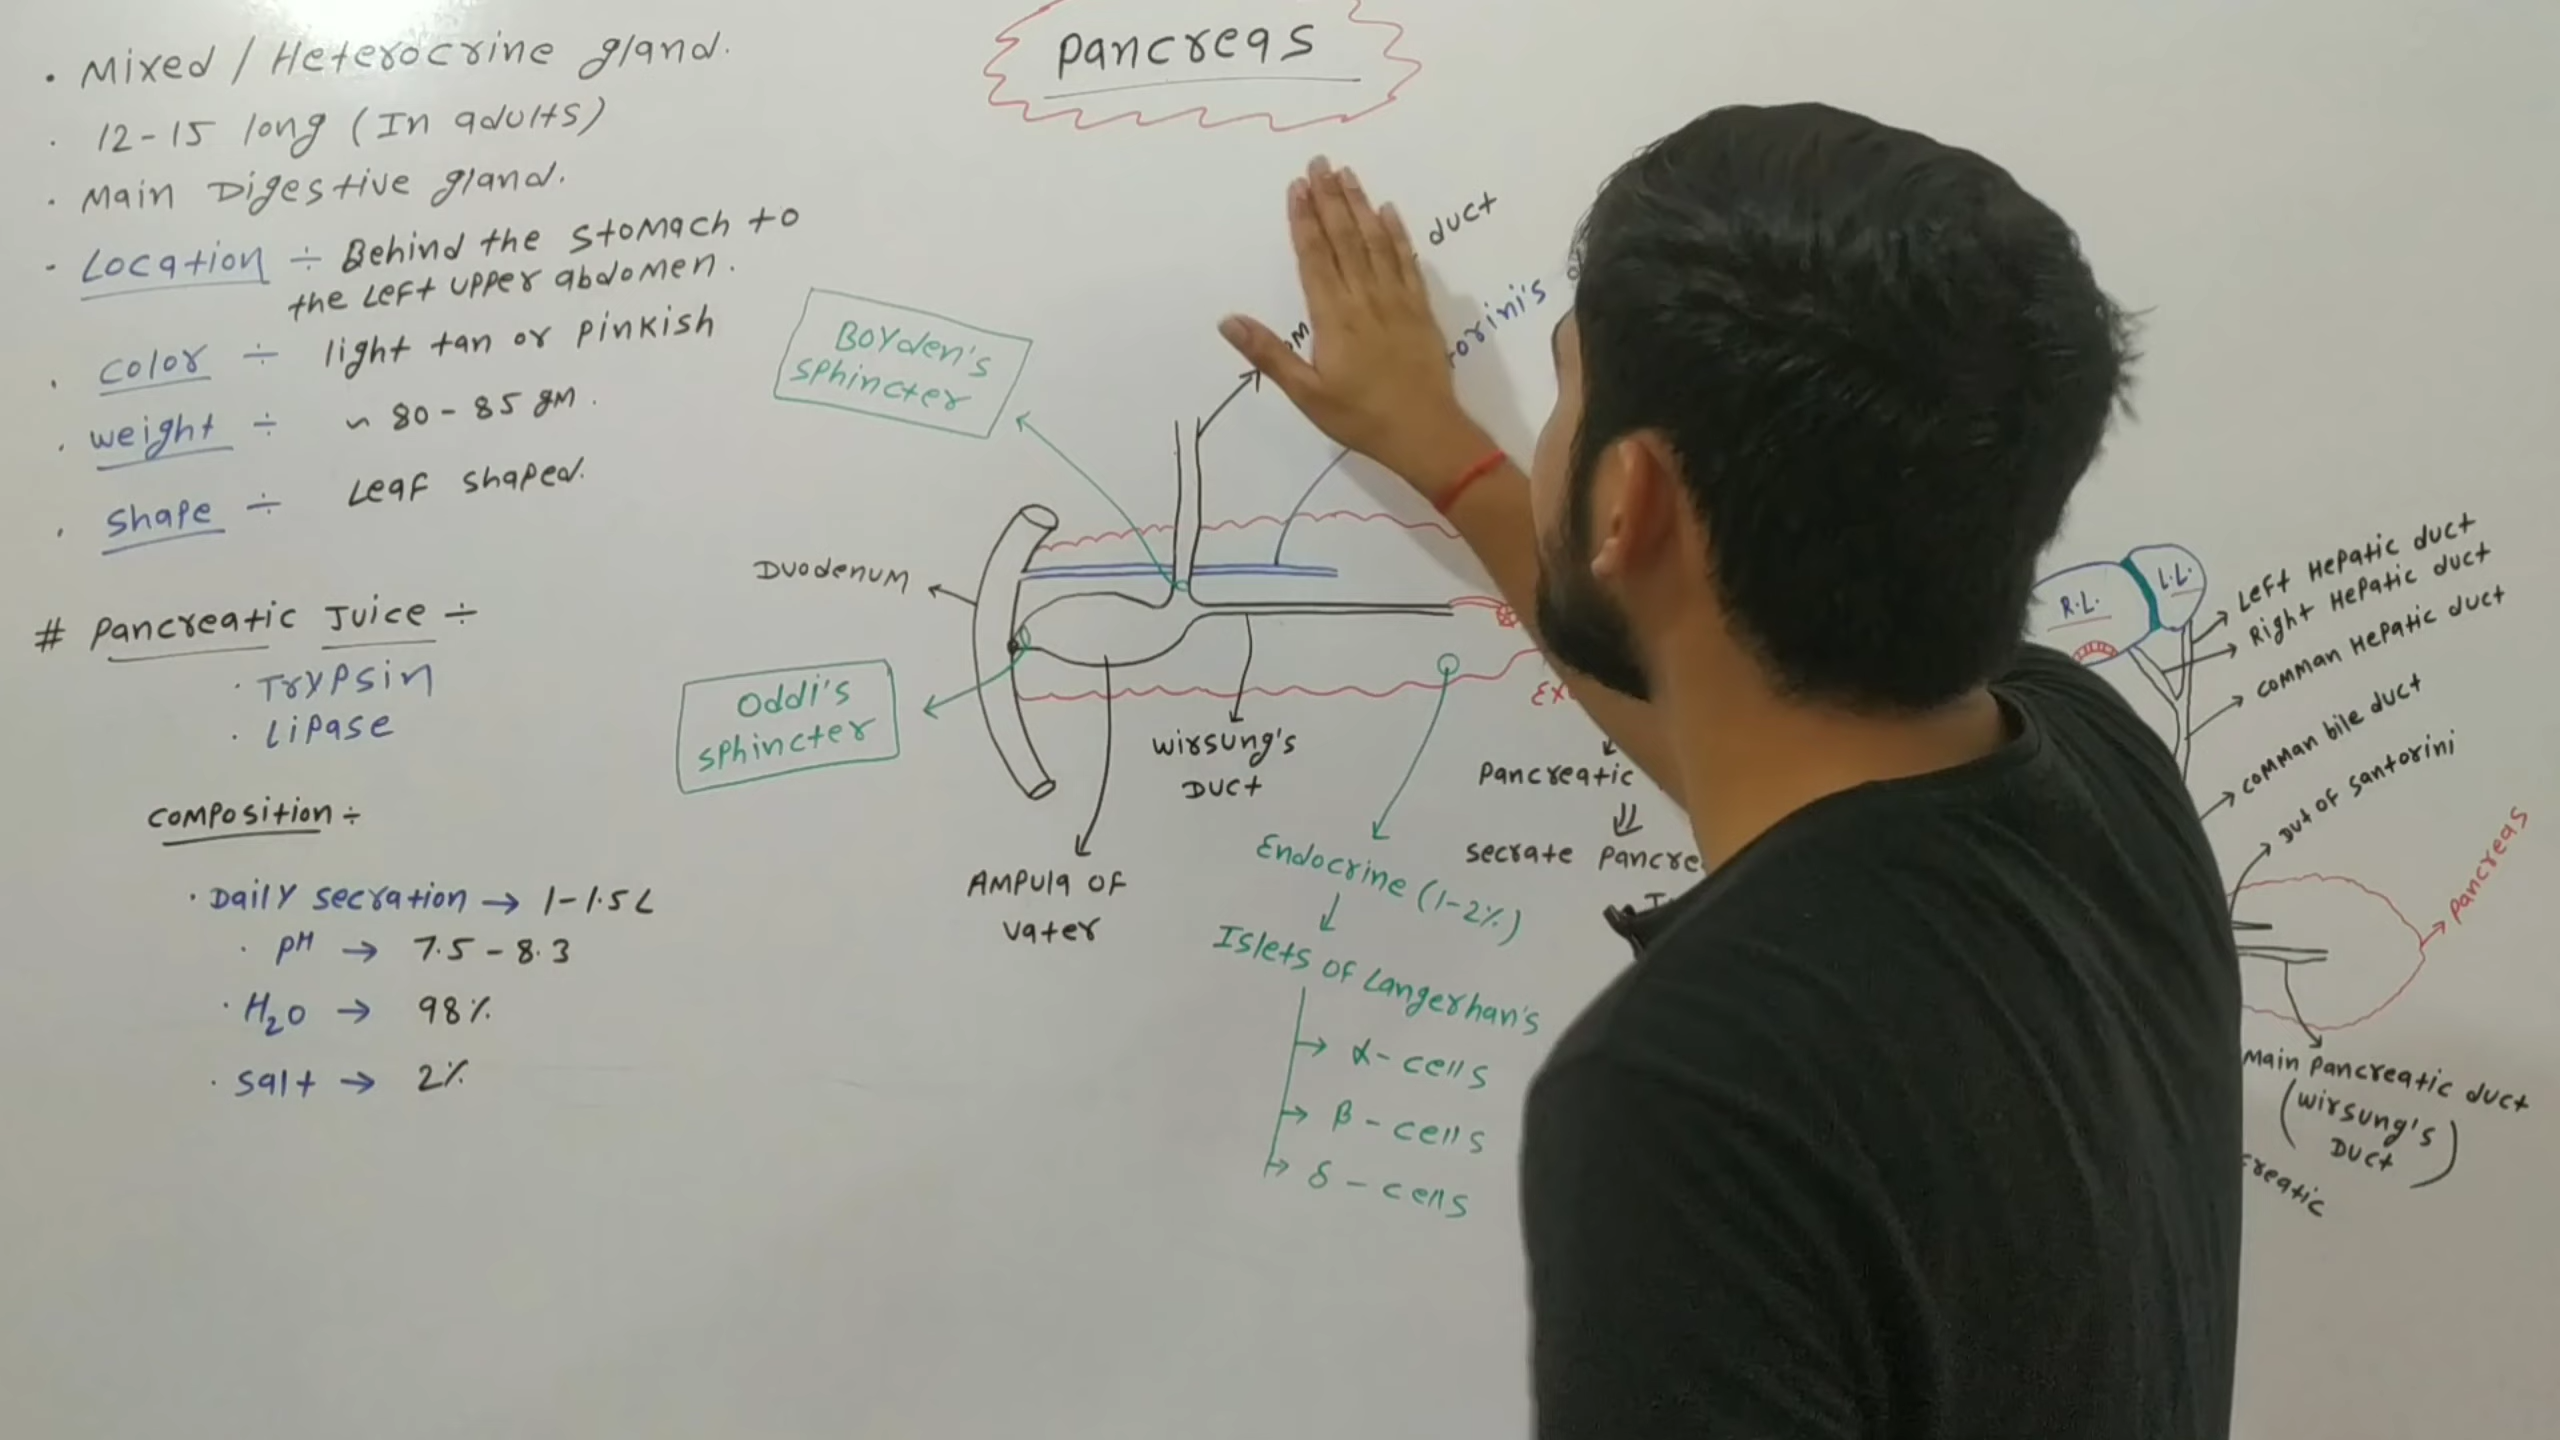 Pancreas
• Mixed / Heterocrine gland.
• 12-15 long (In adults)
• Main Digestive gland.
- Location ÷ Behind the stomach to
the Left upper abdomen.
• color ÷ light tan or pinkish
• weight ÷ ~ 80-85 gm.
• Shape ÷ Leaf shaped.
# Pancreatic Juice ÷
• Trypsin
• Lipase
composition ÷
• Daily secration → 1-1.5 L
• pH → 7.5 - 8.3
• H₂O → 98%
• salt → 2%
duct
Boyden's
sphincter
Duodenum
Oddi's
sphincter
Wirsung's
Duct
Ampula of
Vater
Endocrine (1-2%)
↓
Islets of Langerhan's
→ α- cells
→ β - cells
→ δ - cells
Pancreatic
⇓
secrate
R.L.
L.L.
Left Hepatic duct
Right Hepatic duct
comman Hepatic duct
comman bile duct
Dut of santorini
Pancreas
Main Pancreatic duct
(Wirsung's
Duct)